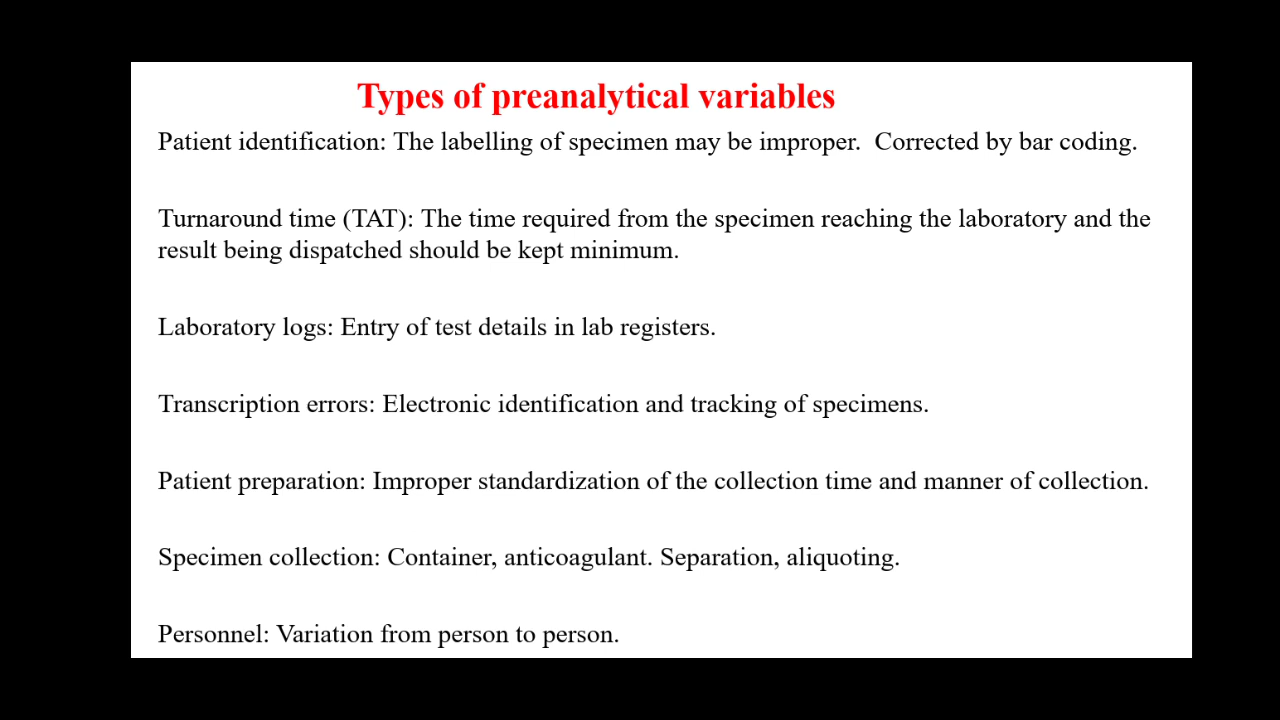 Types of preanalytical variables
Patient identification: The labelling of specimen may be improper.  Corrected by bar coding.
Turnaround time (TAT): The time required from the specimen reaching the laboratory and the
result being dispatched should be kept minimum.
Laboratory logs: Entry of test details in lab registers.
Transcription errors: Electronic identification and tracking of specimens.
Patient preparation: Improper standardization of the collection time and manner of collection.
Specimen collection: Container, anticoagulant. Separation, aliquoting.
Personnel: Variation from person to person.